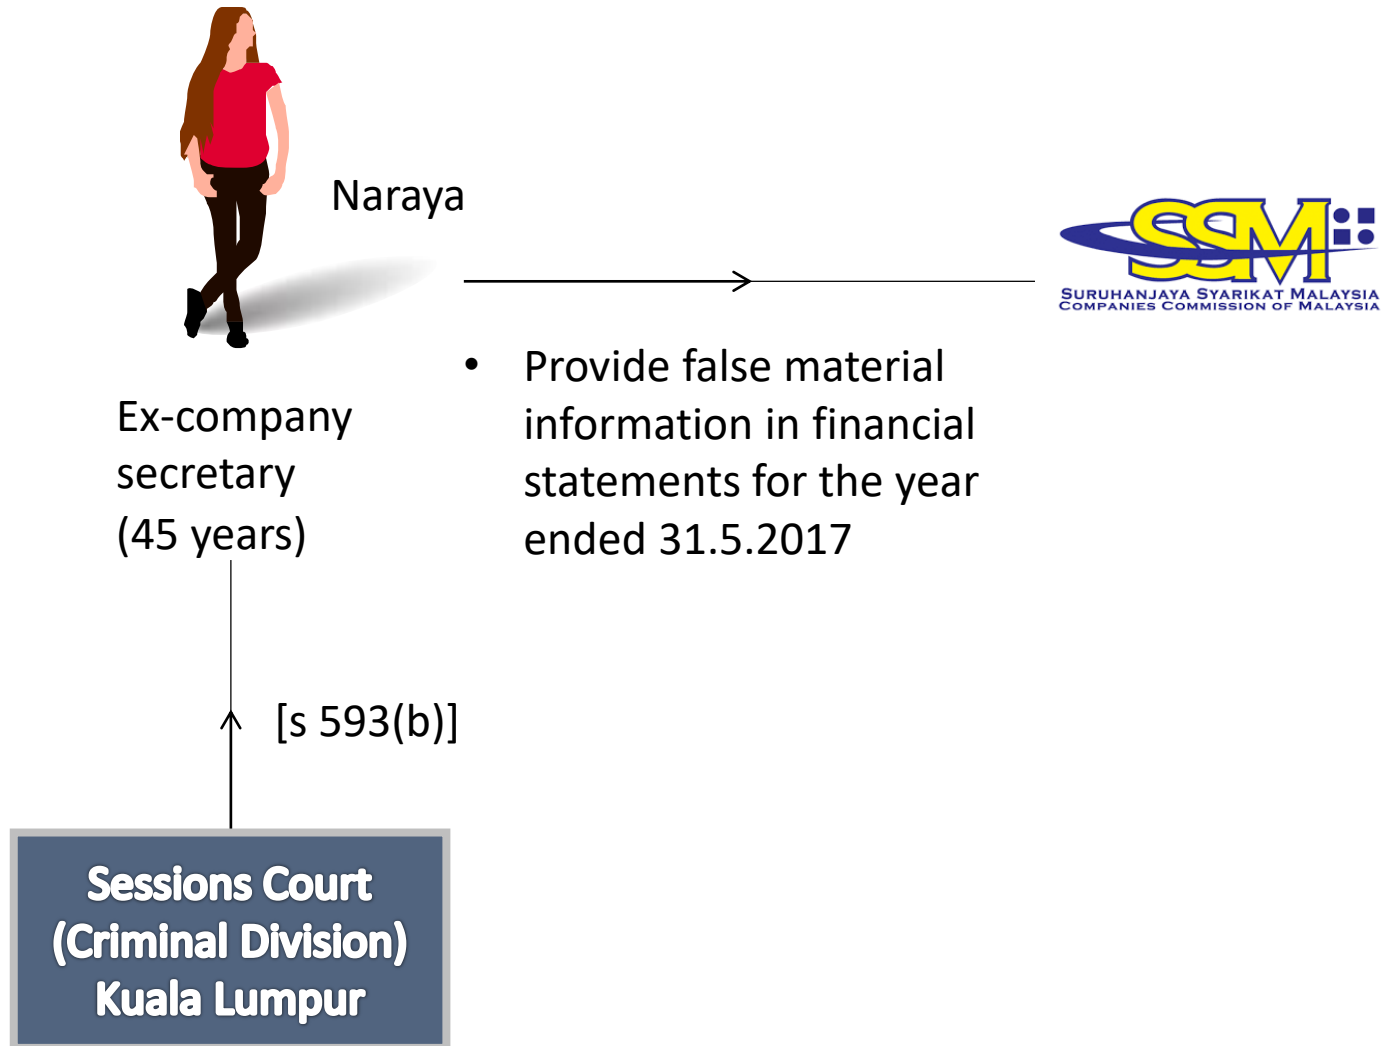 Naraya
SSM
SURUHANJAYA SYARIKAT MALAYSIA
COMPANIES COMMISSION OF MALAYSIA
• Provide false material
information in financial
statements for the year
ended 31.5.2017
Ex-company
secretary
(45 years)
[s 593(b)]
Sessions Court
(Criminal Division)
Kuala Lumpur